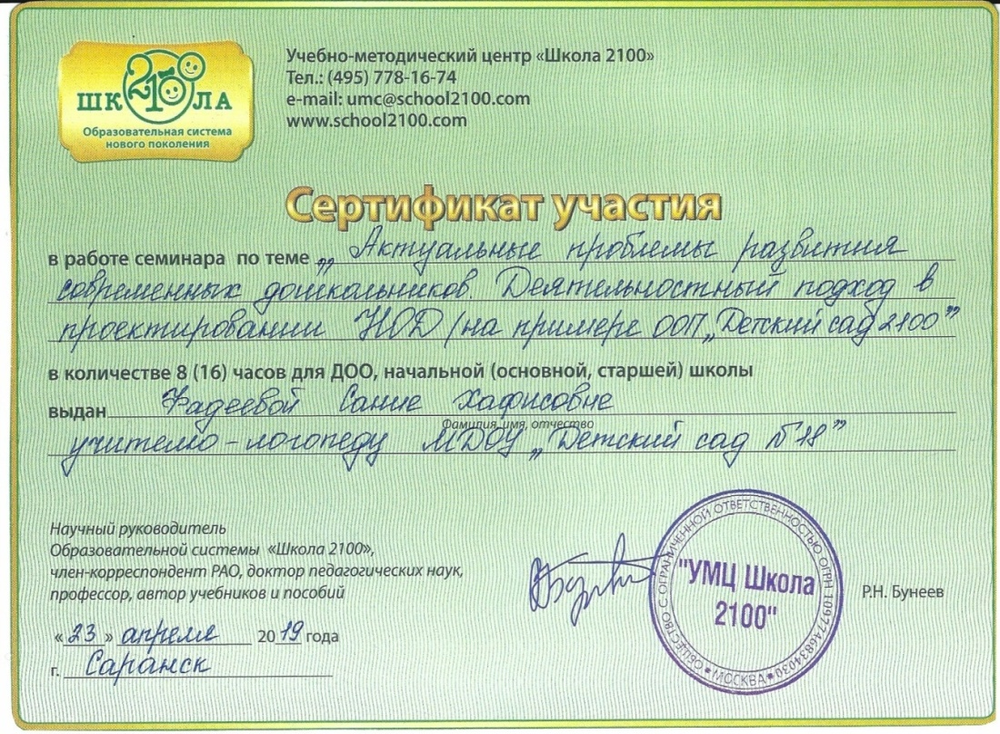 ШКОЛА 2100
Образовательная система
нового поколения
Учебно-методический центр «Школа 2100»
Тел.: (495) 778-16-74
e-mail: umc@school2100.com
www.school2100.com
Сертификат участия
в работе семинара по теме „Актуальные проблемы развития
современных дошкольников. Деятельностный подход в
проектировании НОД /на примере ООП „Детский сад 2100”
в количестве 8 (16) часов для ДОО, начальной (основной, старшей) школы
выдан Фадеевой Сание Хафисовне
Фамилия, имя, отчество
учителю-логопеду МДОУ „Детский сад №18”
Научный руководитель
Образовательной системы «Школа 2100»,
член-корреспондент РАО, доктор педагогических наук,
профессор, автор учебников и пособий
ОБЩЕСТВО С ОГРАНИЧЕННОЙ ОТВЕТСТВЕННОСТЬЮ ОГРН 1097746834030
"УМЦ Школа
2100"
* МОСКВА *
Р.Н. Бунеев
«23» апреля 2019 года
г. Саранск